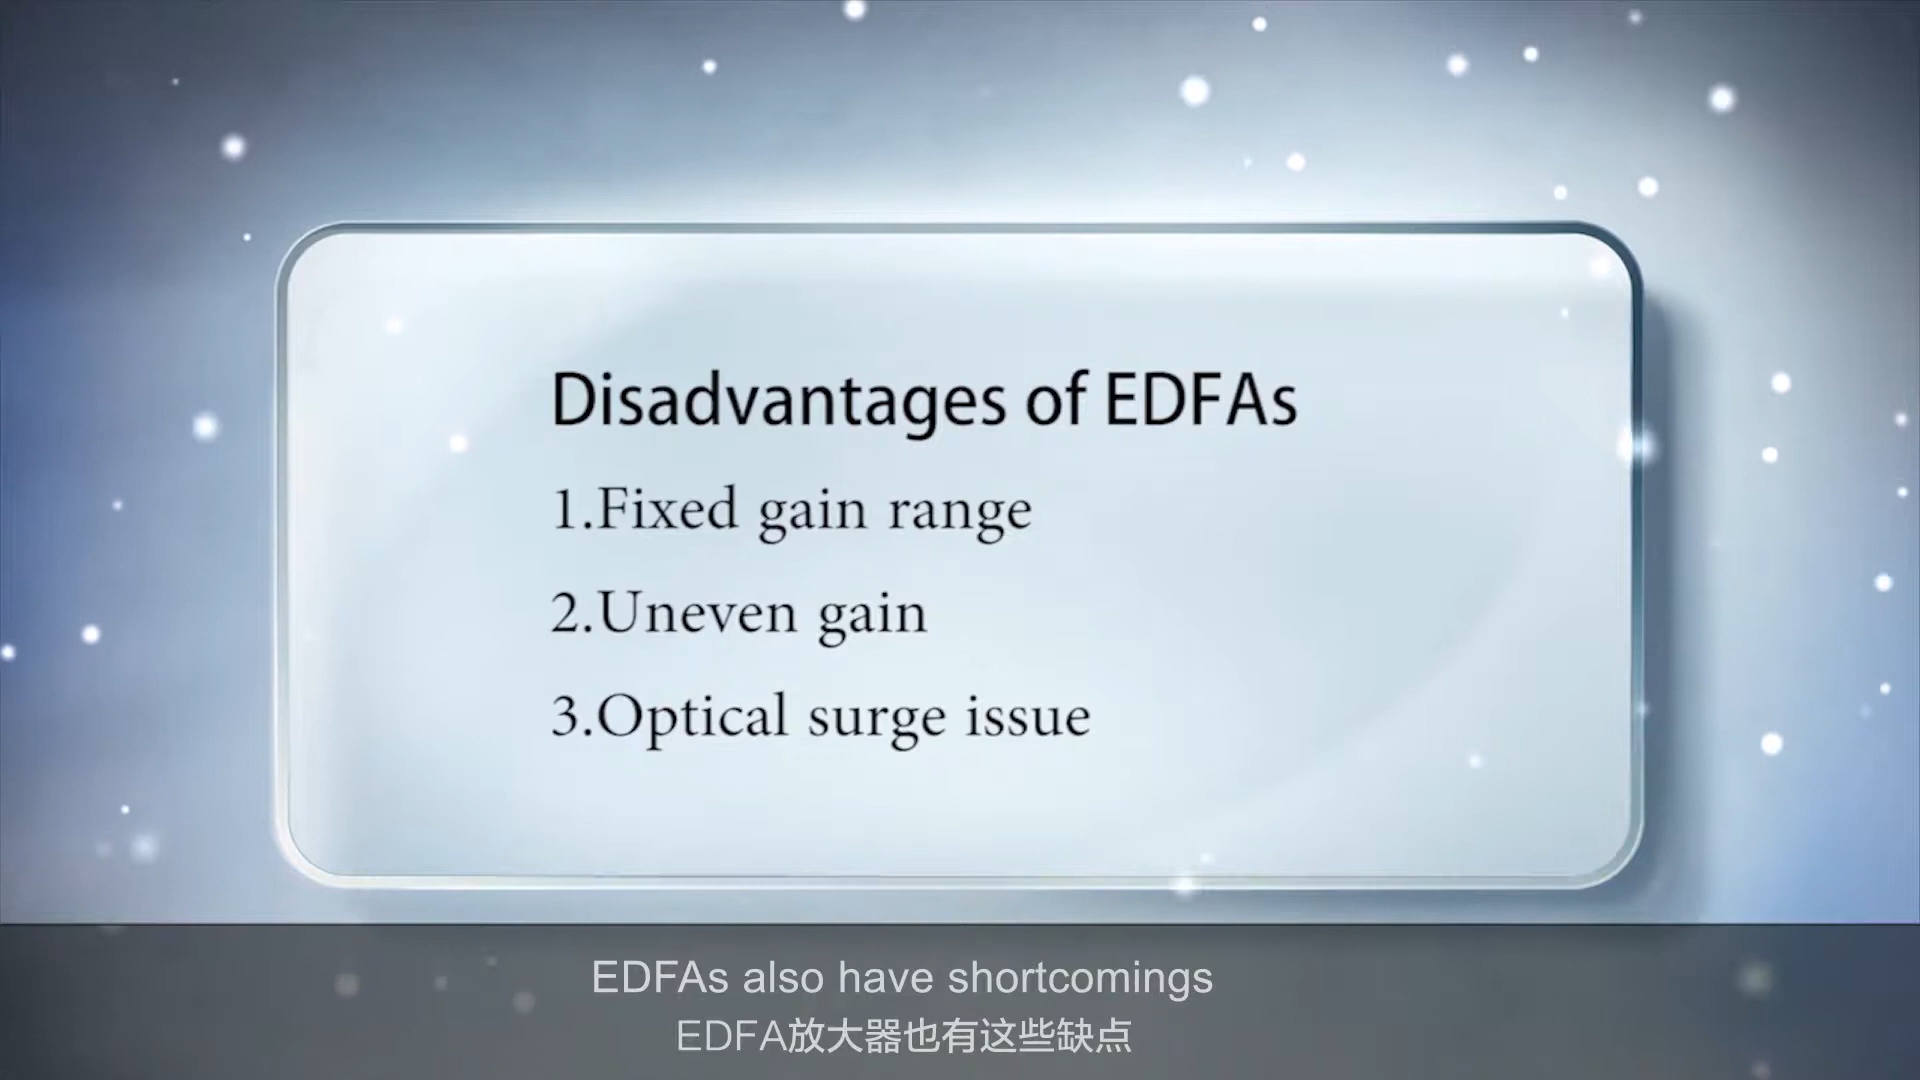 Disadvantages of EDFAs
1.Fixed gain range
2.Uneven gain
3.Optical surge issue
EDFAs also have shortcomings
EDFA放大器也有这些缺点